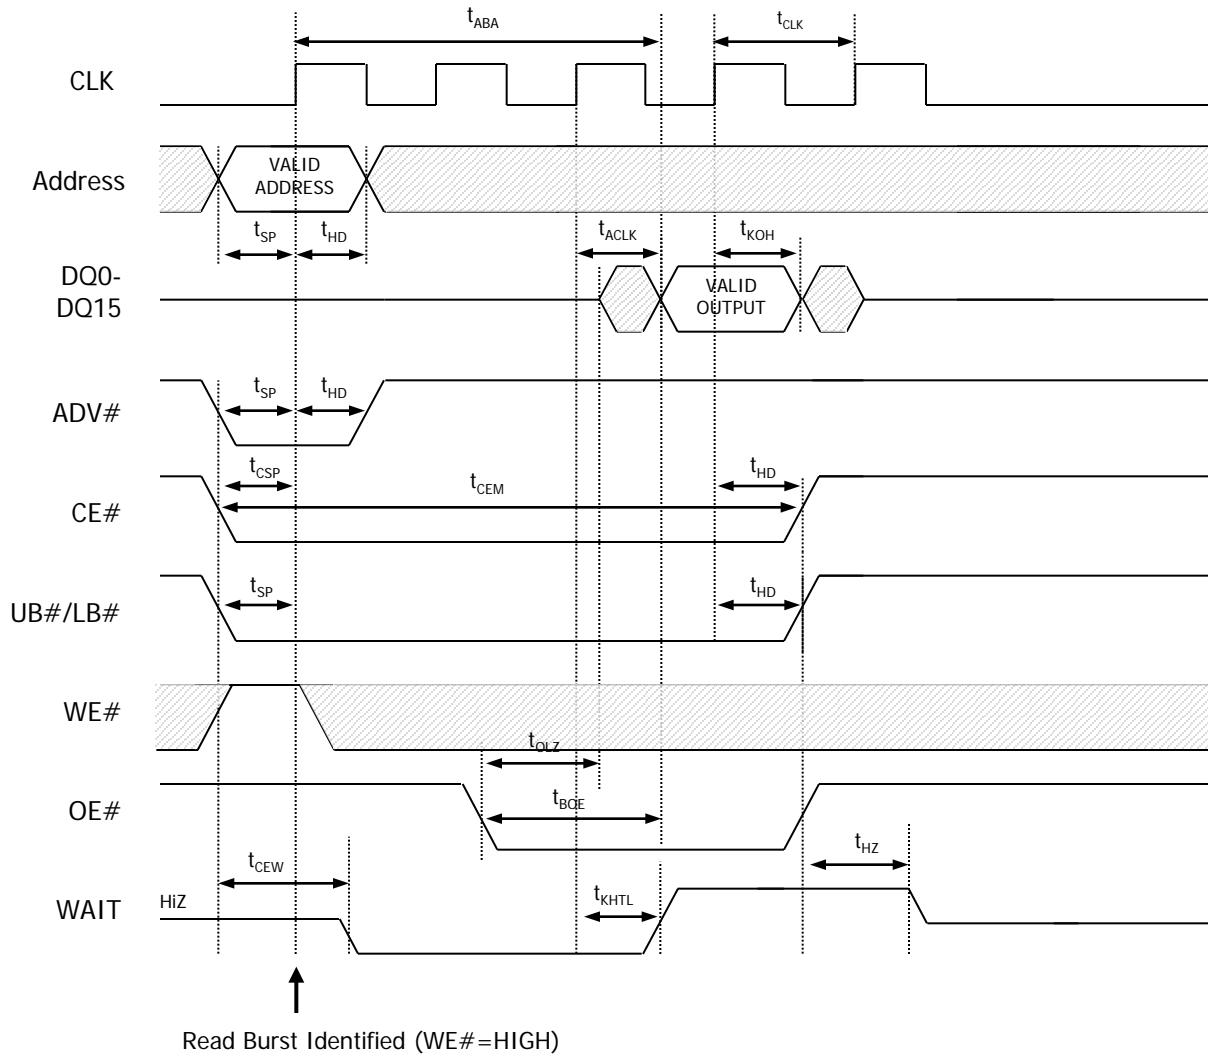 tABA
tCLK
CLK
VALID
ADDRESS
Address
tSP
tHD
tACLK
tKOH
DQ0-
DQ15
VALID
OUTPUT
tSP
tHD
ADV#
tCSP
tCEM
tHD
CE#
tSP
tHD
UB#/LB#
WE#
tOLZ
OE#
tBOE
tHZ
tCEW
HiZ
tKHTL
WAIT
Read Burst Identified (WE#=HIGH)